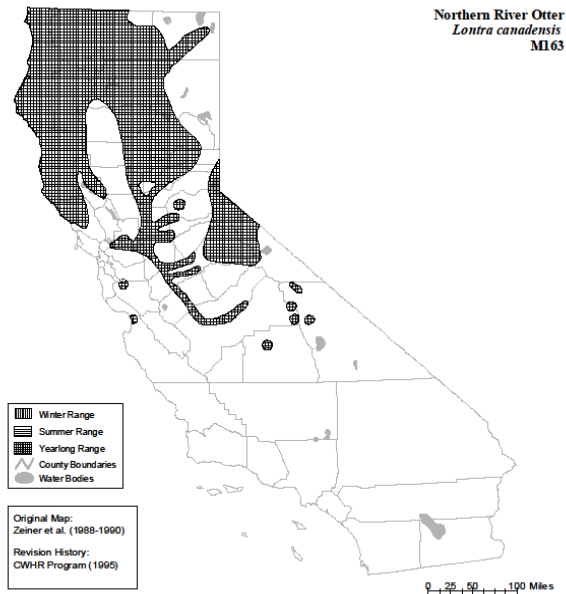 Northern River Otter
Lontra canadensis
M163
Winter Range
Summer Range
Yearlong Range
County Boundaries
Water Bodies
Original Map:
Zeiner et al. (1988-1990)
Revision History:
CWHR Program (1995)
0 25 50 100 Miles